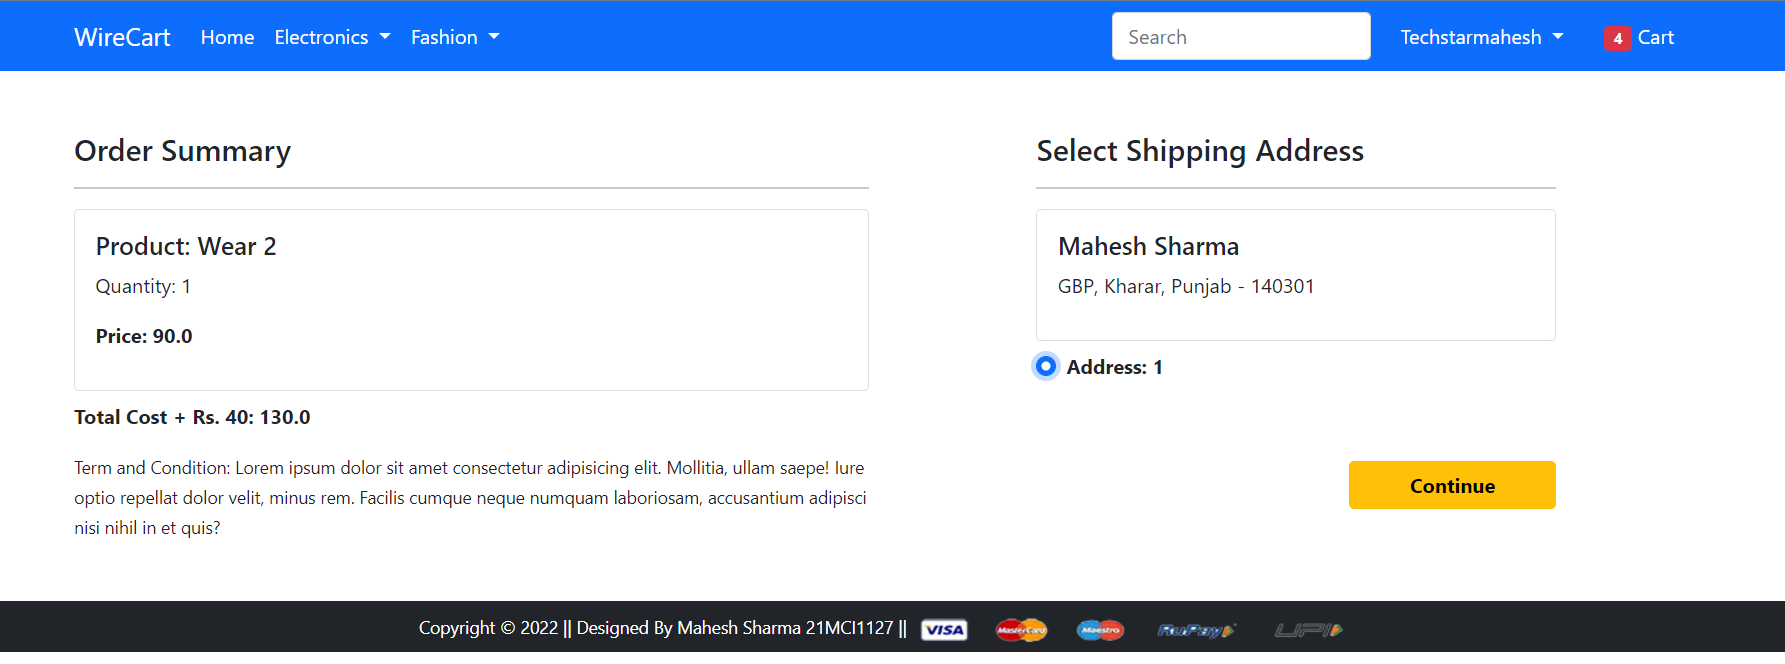 WireCart Home Electronics Fashion Search Techstarmahesh 4 Cart
Order Summary
Product: Wear 2
Quantity: 1
Price: 90.0
Total Cost + Rs. 40: 130.0
Term and Condition: Lorem ipsum dolor sit amet consectetur adipisicing elit. Mollitia, ullam saepe! Iure
optio repellat dolor velit, minus rem. Facilis cumque neque numquam laboriosam, accusantium adipisci
nisi nihil in et quis?
Select Shipping Address
Mahesh Sharma
GBP, Kharar, Punjab - 140301
Address: 1
Continue
Copyright © 2022 || Designed By Mahesh Sharma 21MCI1127 || VISA MasterCard Maestro RuPay UPI